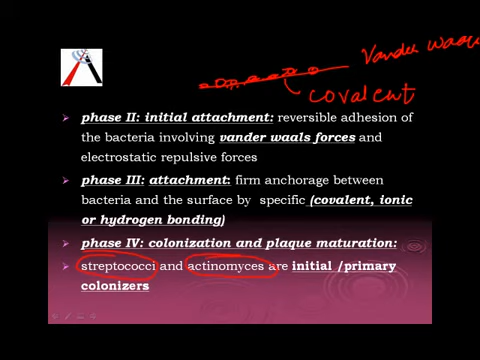 Vander Waals
covalent
phase II: initial attachment: reversible adhesion
of the bacteria involving vander waals forces and
electrostatic repulsive forces
phase III: attachment: firm anchorage between
bacteria and the surface by specific (covalent, ionic
or hydrogen bonding)
phase IV: colonization and plaque maturation:
streptococci and actinomyces are initial /primary
colonizers